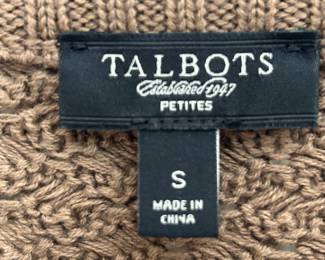 TALBOTS
Established 1947
PETITES
S
MADE IN
CHINA